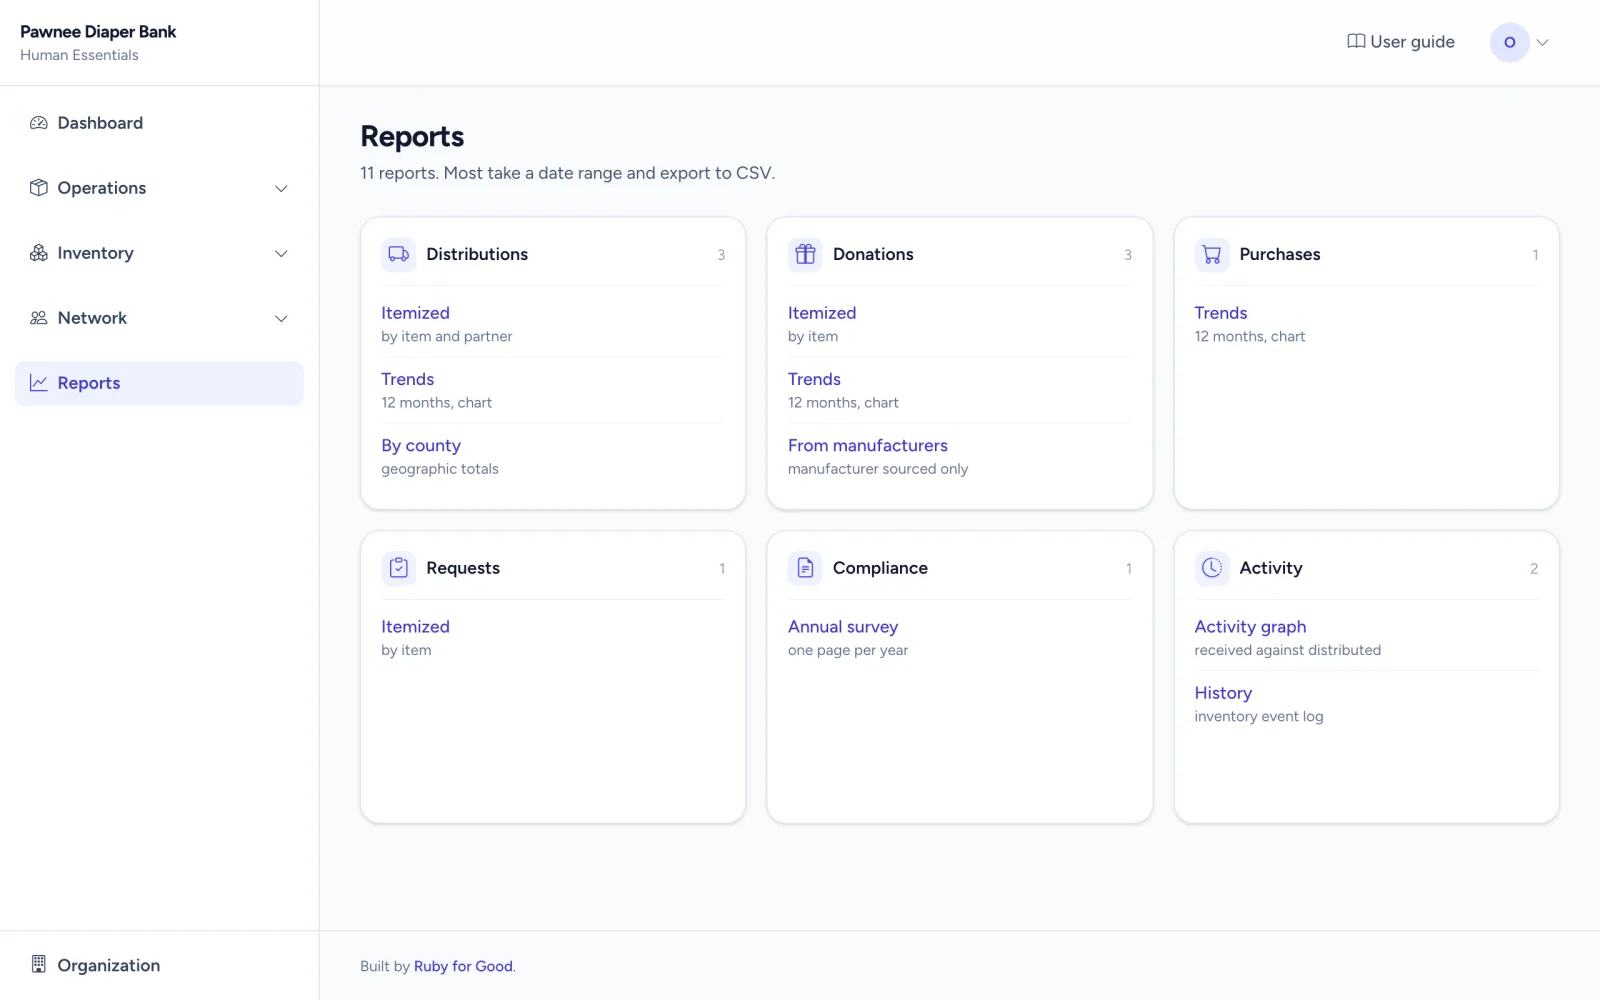 Pawnee Diaper Bank
Human Essentials
User guide
O
Dashboard
Operations
Inventory
Network
Reports
Organization
Reports
11 reports. Most take a date range and export to CSV.
Distributions 3
Itemized
by item and partner
Trends
12 months, chart
By county
geographic totals
Donations 3
Itemized
by item
Trends
12 months, chart
From manufacturers
manufacturer sourced only
Purchases 1
Trends
12 months, chart
Requests 1
Itemized
by item
Compliance 1
Annual survey
one page per year
Activity 2
Activity graph
received against distributed
History
inventory event log
Built by Ruby for Good.